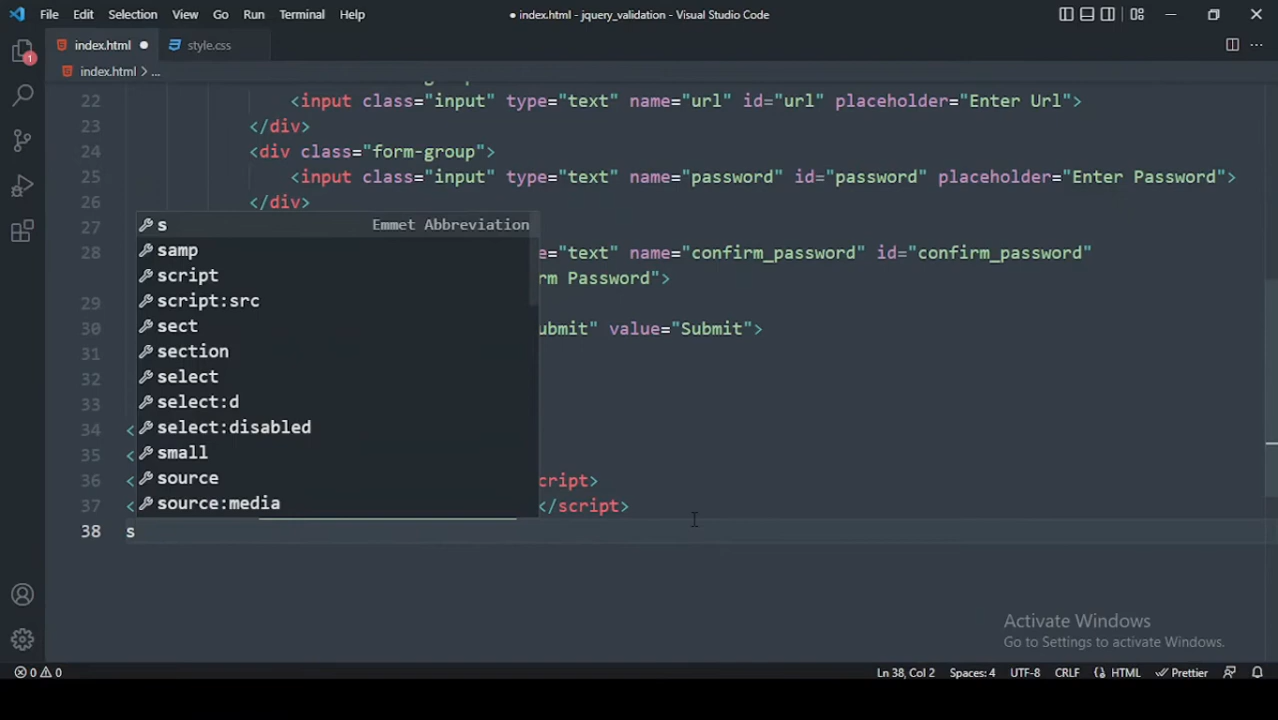 File Edit Selection View Go Run Terminal Help
● index.html - jquery_validation - Visual Studio Code
index.html ● style.css
index.html > ...
1
22 <input class="input" type="text" name="url" id="url" placeholder="Enter Url">
23 </div>
24 <div class="form-group">
25 <input class="input" type="text" name="password" id="password" placeholder="Enter Password">
26 </div>
s Emmet Abbreviation
27
samp
28 e="text" name="confirm_password" id="confirm_password"
script
rm Password">
script:src
29
sect
30 ubmit" value="Submit">
section
31
select
32
select:d
33
select:disabled
34 <
small
35 <
source
36 < cript>
source:media
37 < </script>
38 s
Activate Windows
Go to Settings to activate Windows.
0 0 Ln 38, Col 2 Spaces: 4 UTF-8 CRLF HTML Prettier